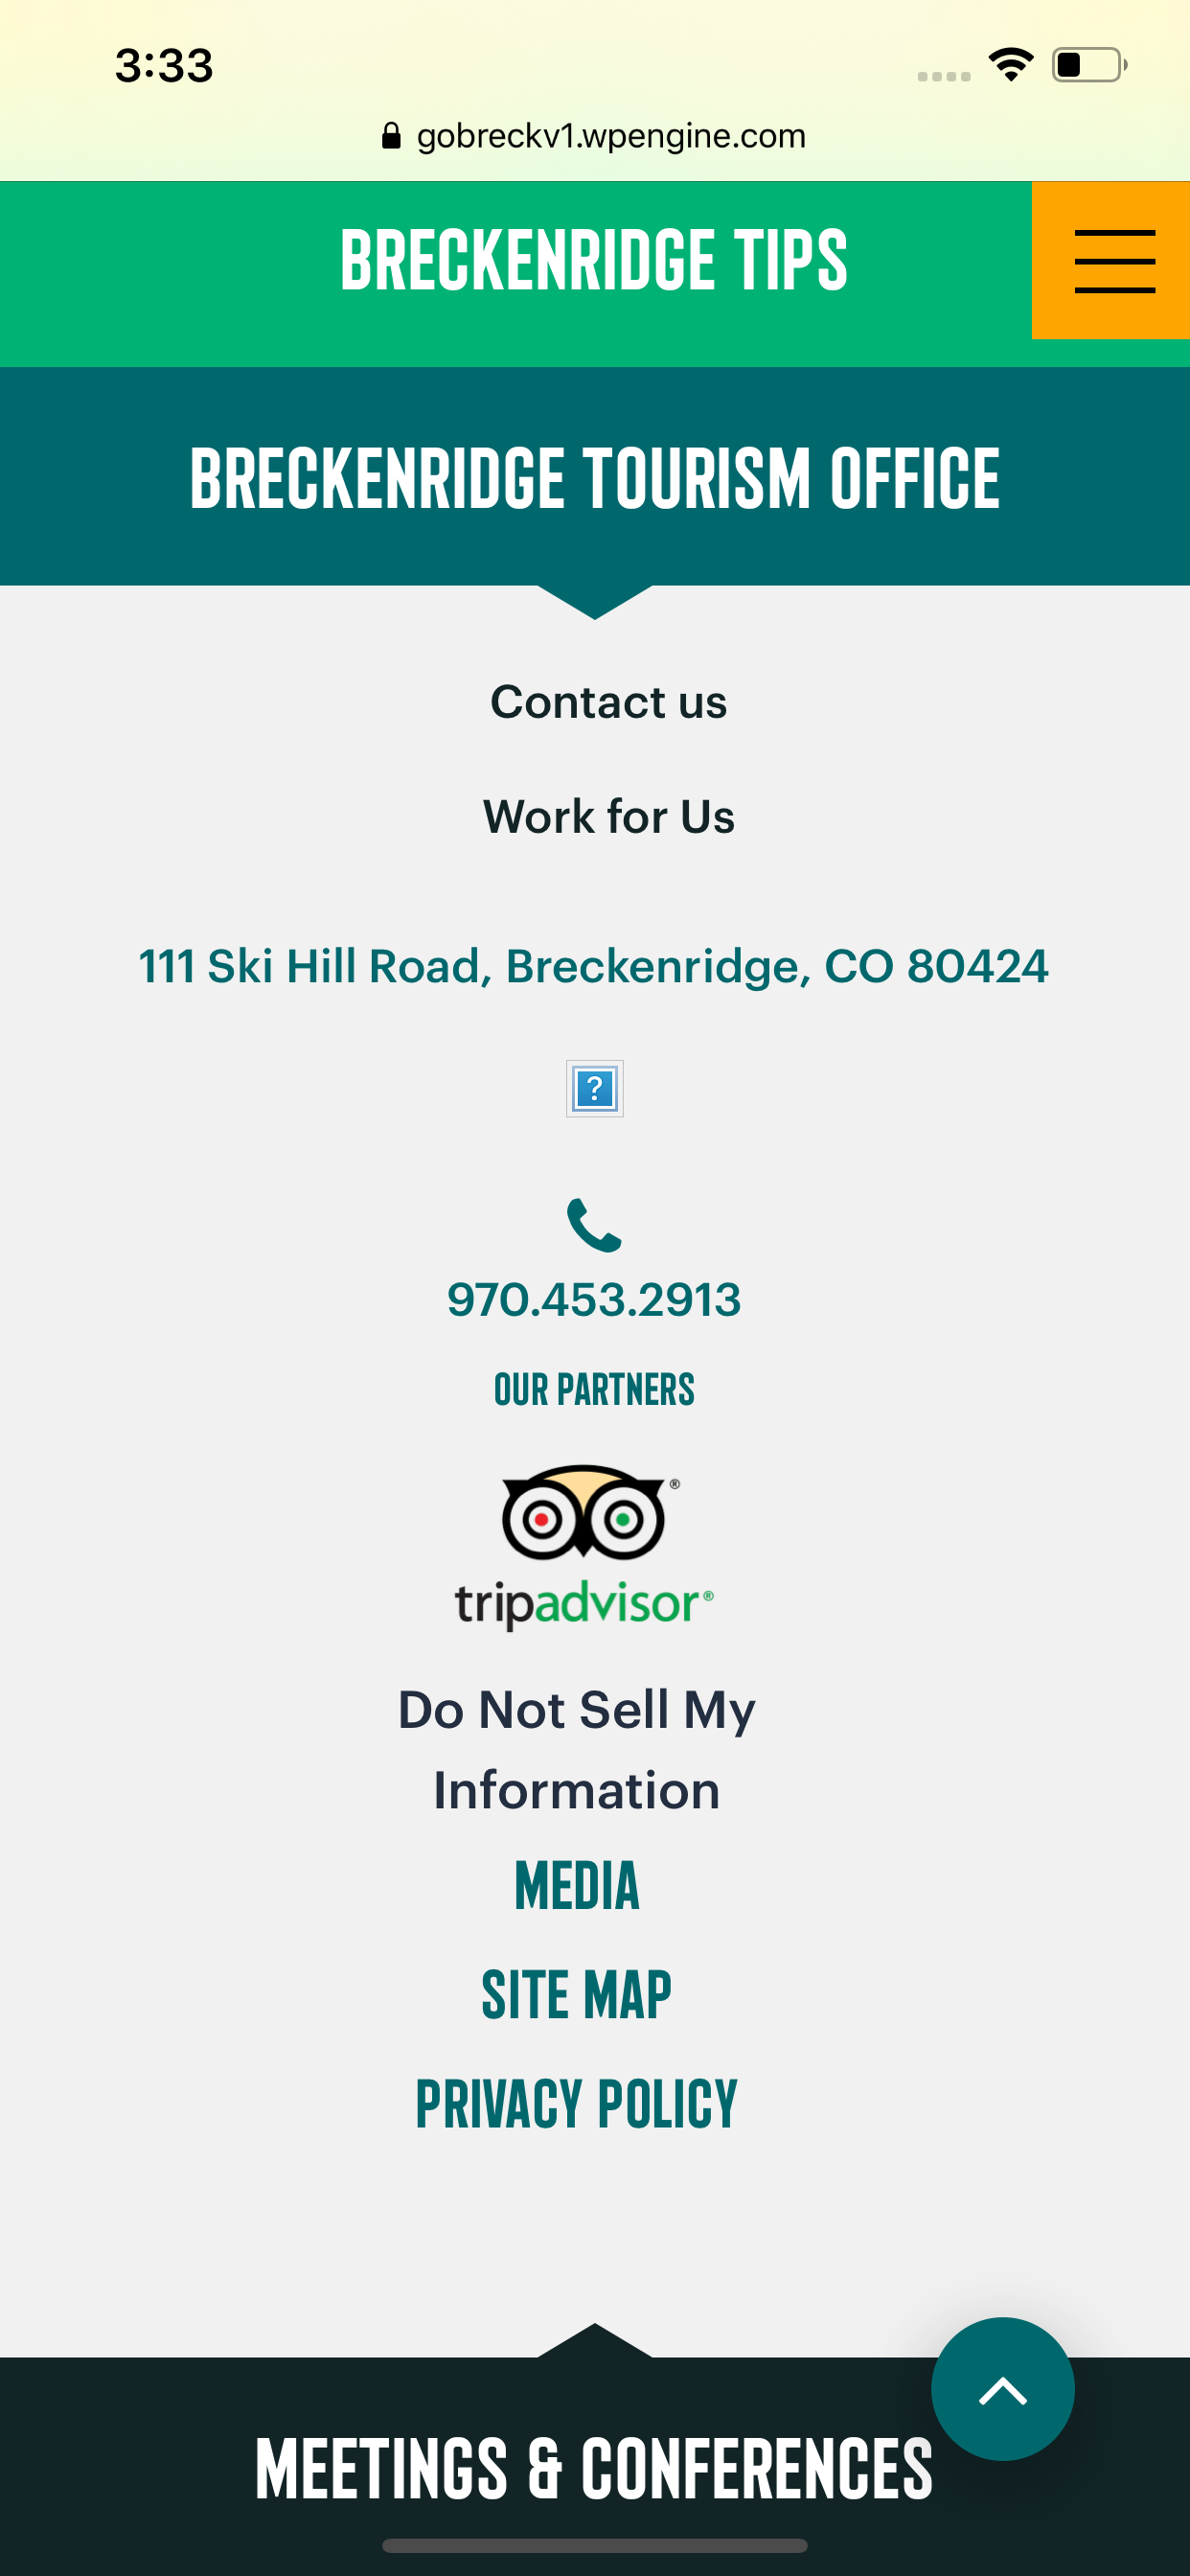 3:33
gobreckv1.wpengine.com
BRECKENRIDGE TIPS
BRECKENRIDGE TOURISM OFFICE
Contact us
Work for Us
111 Ski Hill Road, Breckenridge, CO 80424
?
970.453.2913
OUR PARTNERS
®
tripadvisor®
Do Not Sell My
Information
MEDIA
SITE MAP
PRIVACY POLICY
MEETINGS & CONFERENCES